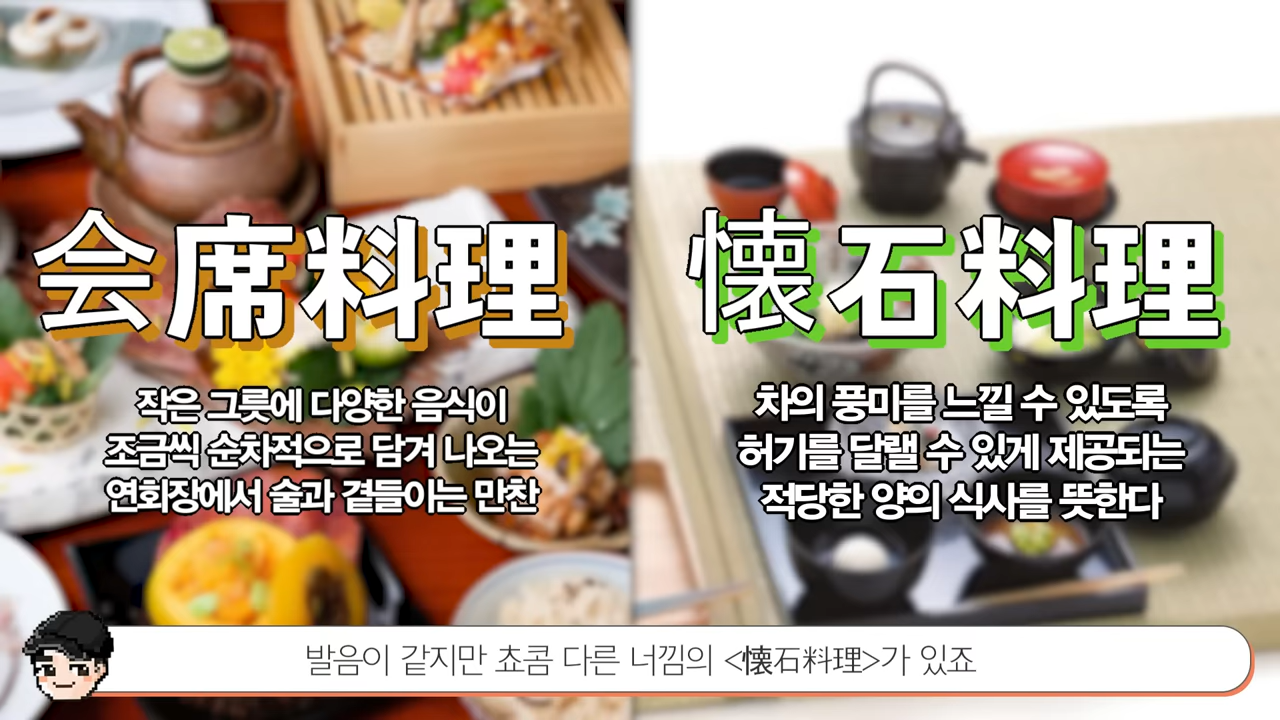 会席料理
작은 그릇에 다양한 음식이
조금씩 순차적으로 담겨 나오는
연회장에서 술과 곁들이는 만찬
懐石料理
차의 풍미를 느낄 수 있도록
허기를 달랠 수 있게 제공되는
적당한 양의 식사를 뜻한다
발음이 같지만 쵸콤 다른 너낌의 <懐石料理>가 있죠